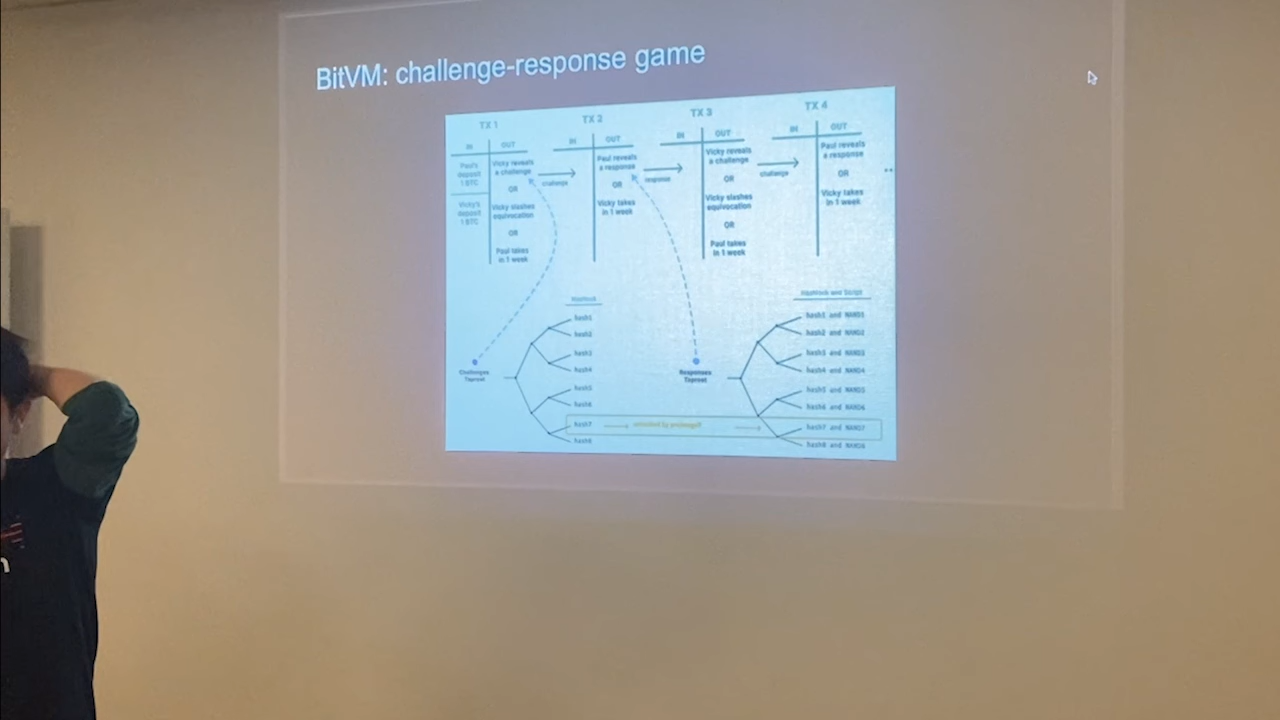 BitVM: challenge-response game
TX 1
TX 2
TX 3
TX 4
IN
OUT
IN
OUT
IN
OUT
IN
OUT
Paul's
deposit
1 BTC
Vicky's
deposit
1 BTC
Vicky reveals
a challenge
OR
Vicky slashes
equivocation
OR
Paul takes
in 1 week
challenge
Paul reveals
a response
OR
Vicky takes
in 1 week
response
Vicky reveals
a challenge
OR
Vicky slashes
equivocation
OR
Paul takes
in 1 week
challenge
Paul reveals
a response
OR
Vicky takes
in 1 week
..
Hashlock
hash1
hash2
hash3
hash4
hash5
hash6
hash7
hash8
Challenges
Taproot
Responses
Taproot
Hashlock and Script
hash1 and NAND1
hash2 and NAND2
hash3 and NAND3
hash4 and NAND4
hash5 and NAND5
hash6 and NAND6
hash7 and NAND7
hash8 and NAND8
n